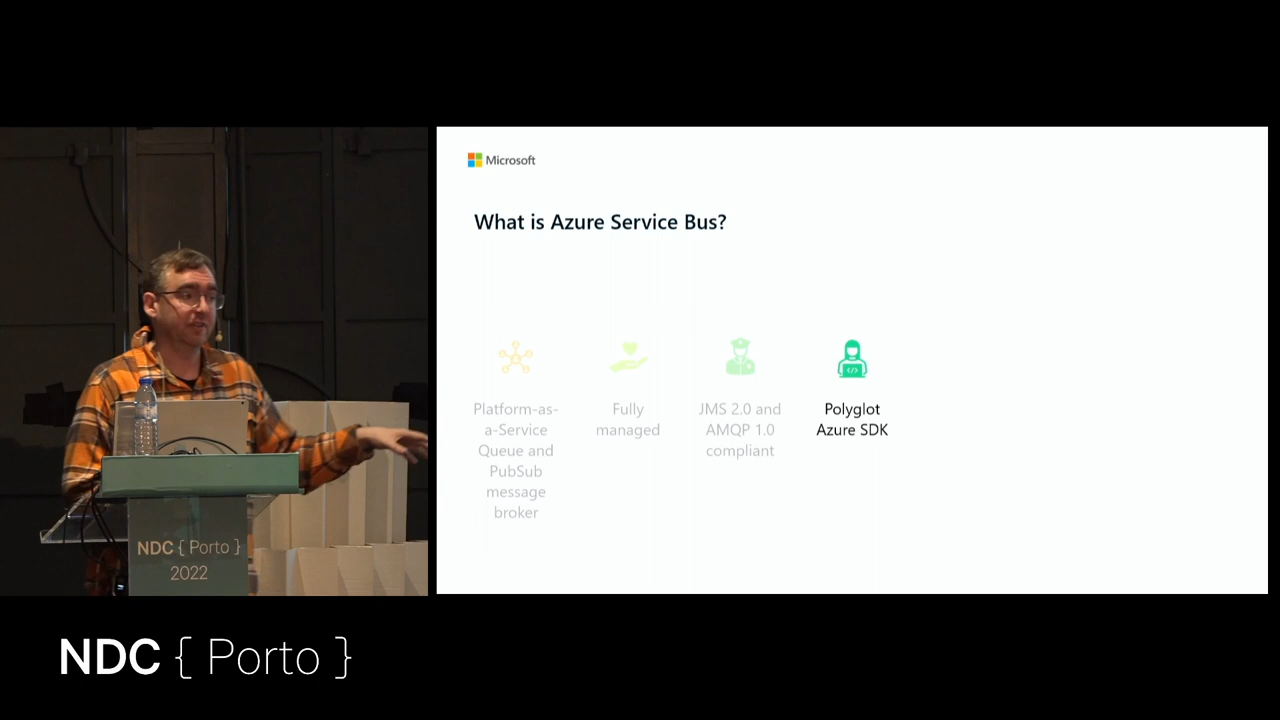 Microsoft
What is Azure Service Bus?
Platform-as-
a-Service
Queue and
PubSub
message
broker
Fully
managed
JMS 2.0 and
AMQP 1.0
compliant
Polyglot
Azure SDK
NDC { Porto }
2022
NDC { Porto }